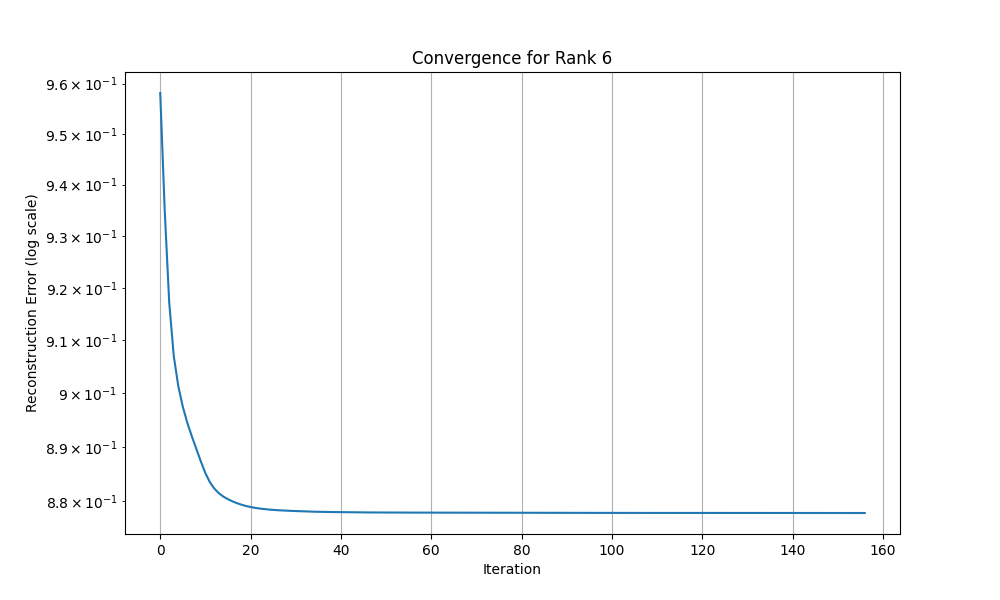 Convergence for Rank 6
Reconstruction Error (log scale)
9.6 × 10⁻¹
9.5 × 10⁻¹
9.4 × 10⁻¹
9.3 × 10⁻¹
9.2 × 10⁻¹
9.1 × 10⁻¹
9 × 10⁻¹
8.9 × 10⁻¹
8.8 × 10⁻¹
0 20 40 60 80 100 120 140 160
Iteration